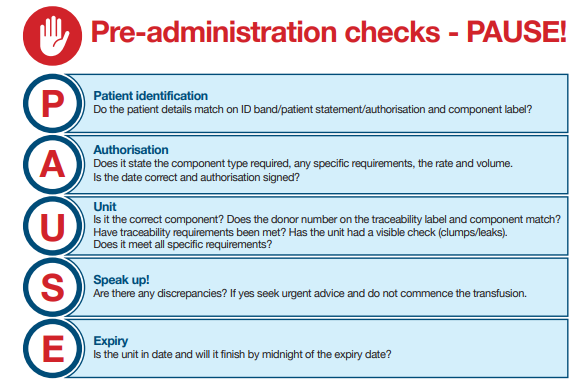 Pre-administration checks - PAUSE!
P
Patient identification
Do the patient details match on ID band/patient statement/authorisation and component label?
A
Authorisation
Does it state the component type required, any specific requirements, the rate and volume.
Is the date correct and authorisation signed?
U
Unit
Is it the correct component? Does the donor number on the traceability label and component match?
Have traceability requirements been met? Has the unit had a visible check (clumps/leaks).
Does it meet all specific requirements?
S
Speak up!
Are there any discrepancies? If yes seek urgent advice and do not commence the transfusion.
E
Expiry
Is the unit in date and will it finish by midnight of the expiry date?